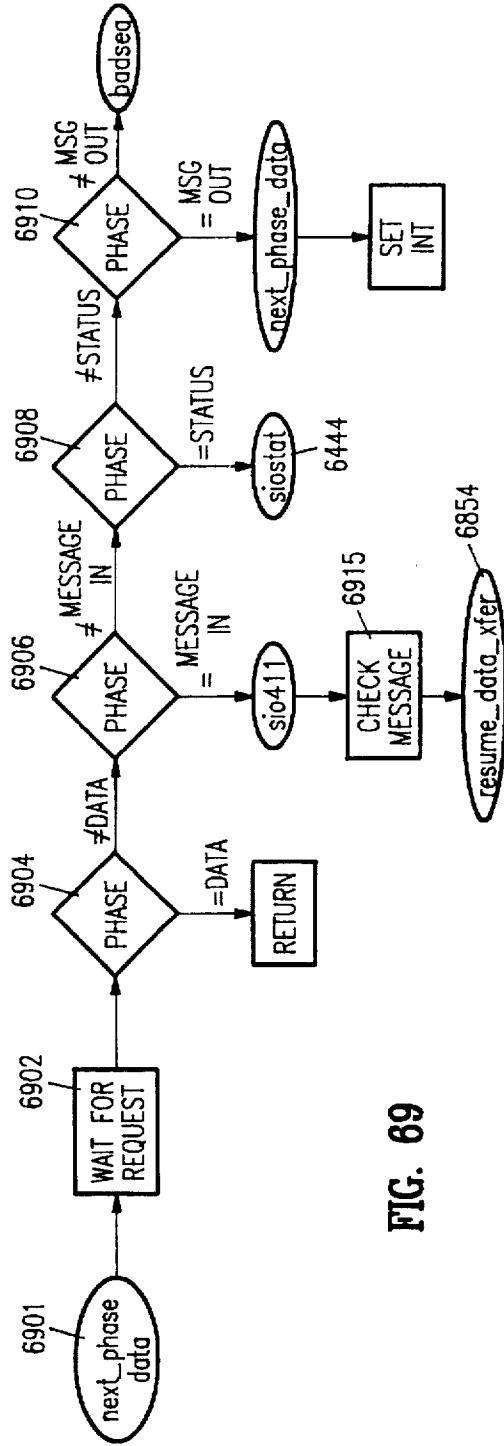 6901
next_phase
data
6902
WAIT FOR
REQUEST
6904
PHASE
=DATA
RETURN
≠DATA
6906
PHASE
=
MESSAGE
IN
sio411
6915
CHECK
MESSAGE
6854
resume_data_xfer
≠
MESSAGE
IN
6908
PHASE
=STATUS
siostat
6444
≠STATUS
6910
PHASE
=
MSG
OUT
next_phase_data
SET
INT
≠
MSG
OUT
badseq
FIG. 69